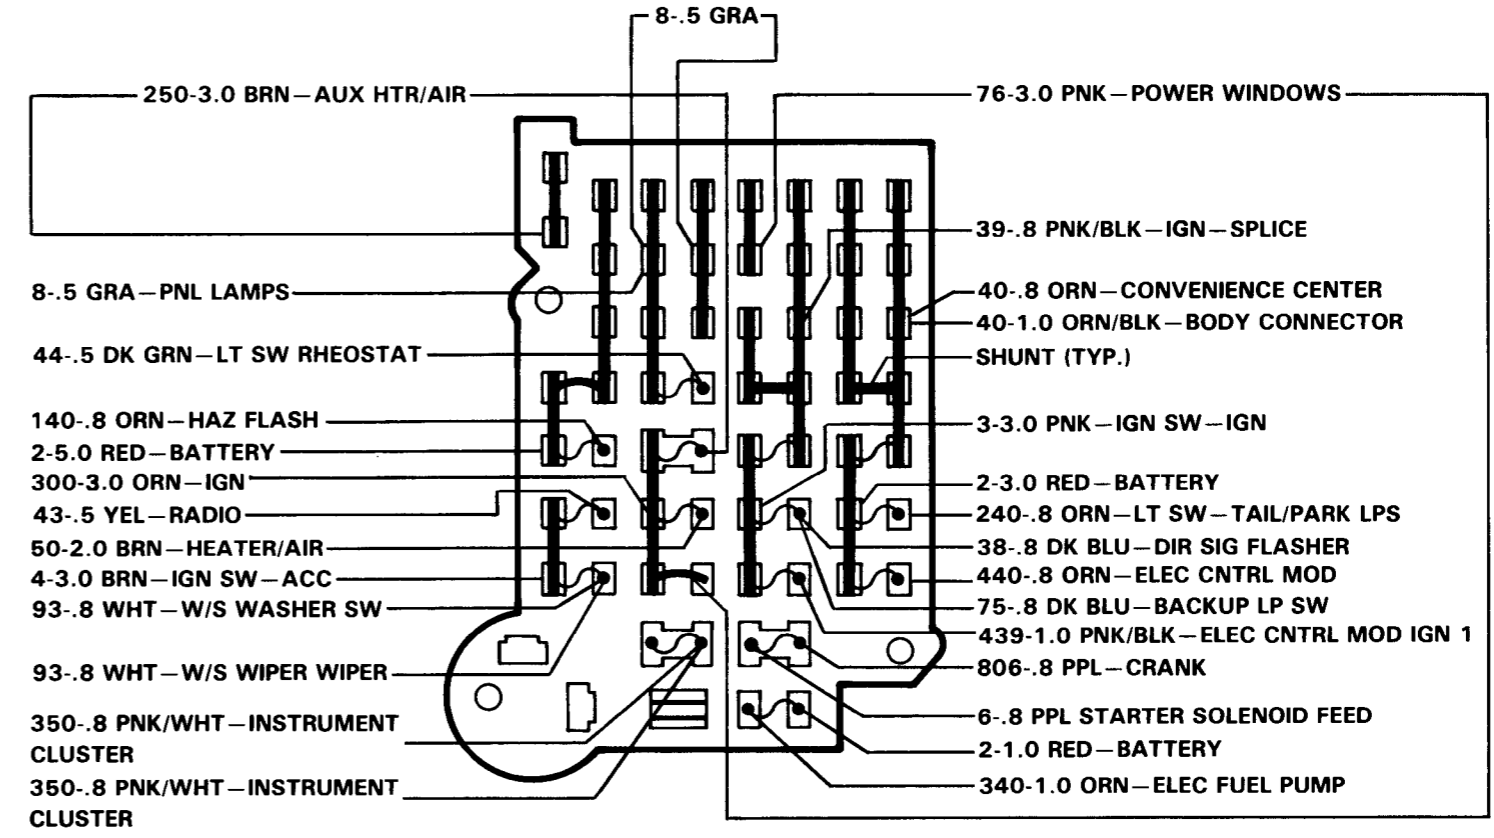 8-.5 GRA
250-3.0 BRN—AUX HTR/AIR
76-3.0 PNK—POWER WINDOWS
39-.8 PNK/BLK—IGN—SPLICE
8-.5 GRA—PNL LAMPS
40-.8 ORN—CONVENIENCE CENTER
40-1.0 ORN/BLK—BODY CONNECTOR
44-.5 DK GRN—LT SW RHEOSTAT
SHUNT (TYP.)
140-.8 ORN—HAZ FLASH
3-3.0 PNK—IGN SW—IGN
2-5.0 RED—BATTERY
300-3.0 ORN—IGN
2-3.0 RED—BATTERY
43-.5 YEL—RADIO
240-.8 ORN—LT SW—TAIL/PARK LPS
50-2.0 BRN—HEATER/AIR
38-.8 DK BLU—DIR SIG FLASHER
4-3.0 BRN—IGN SW—ACC
440-.8 ORN—ELEC CNTRL MOD
93-.8 WHT—W/S WASHER SW
75-.8 DK BLU—BACKUP LP SW
439-1.0 PNK/BLK—ELEC CNTRL MOD IGN 1
93-.8 WHT—W/S WIPER WIPER
806-.8 PPL—CRANK
350-.8 PNK/WHT—INSTRUMENT
CLUSTER
6-.8 PPL STARTER SOLENOID FEED
2-1.0 RED—BATTERY
350-.8 PNK/WHT—INSTRUMENT
CLUSTER
340-1.0 ORN—ELEC FUEL PUMP